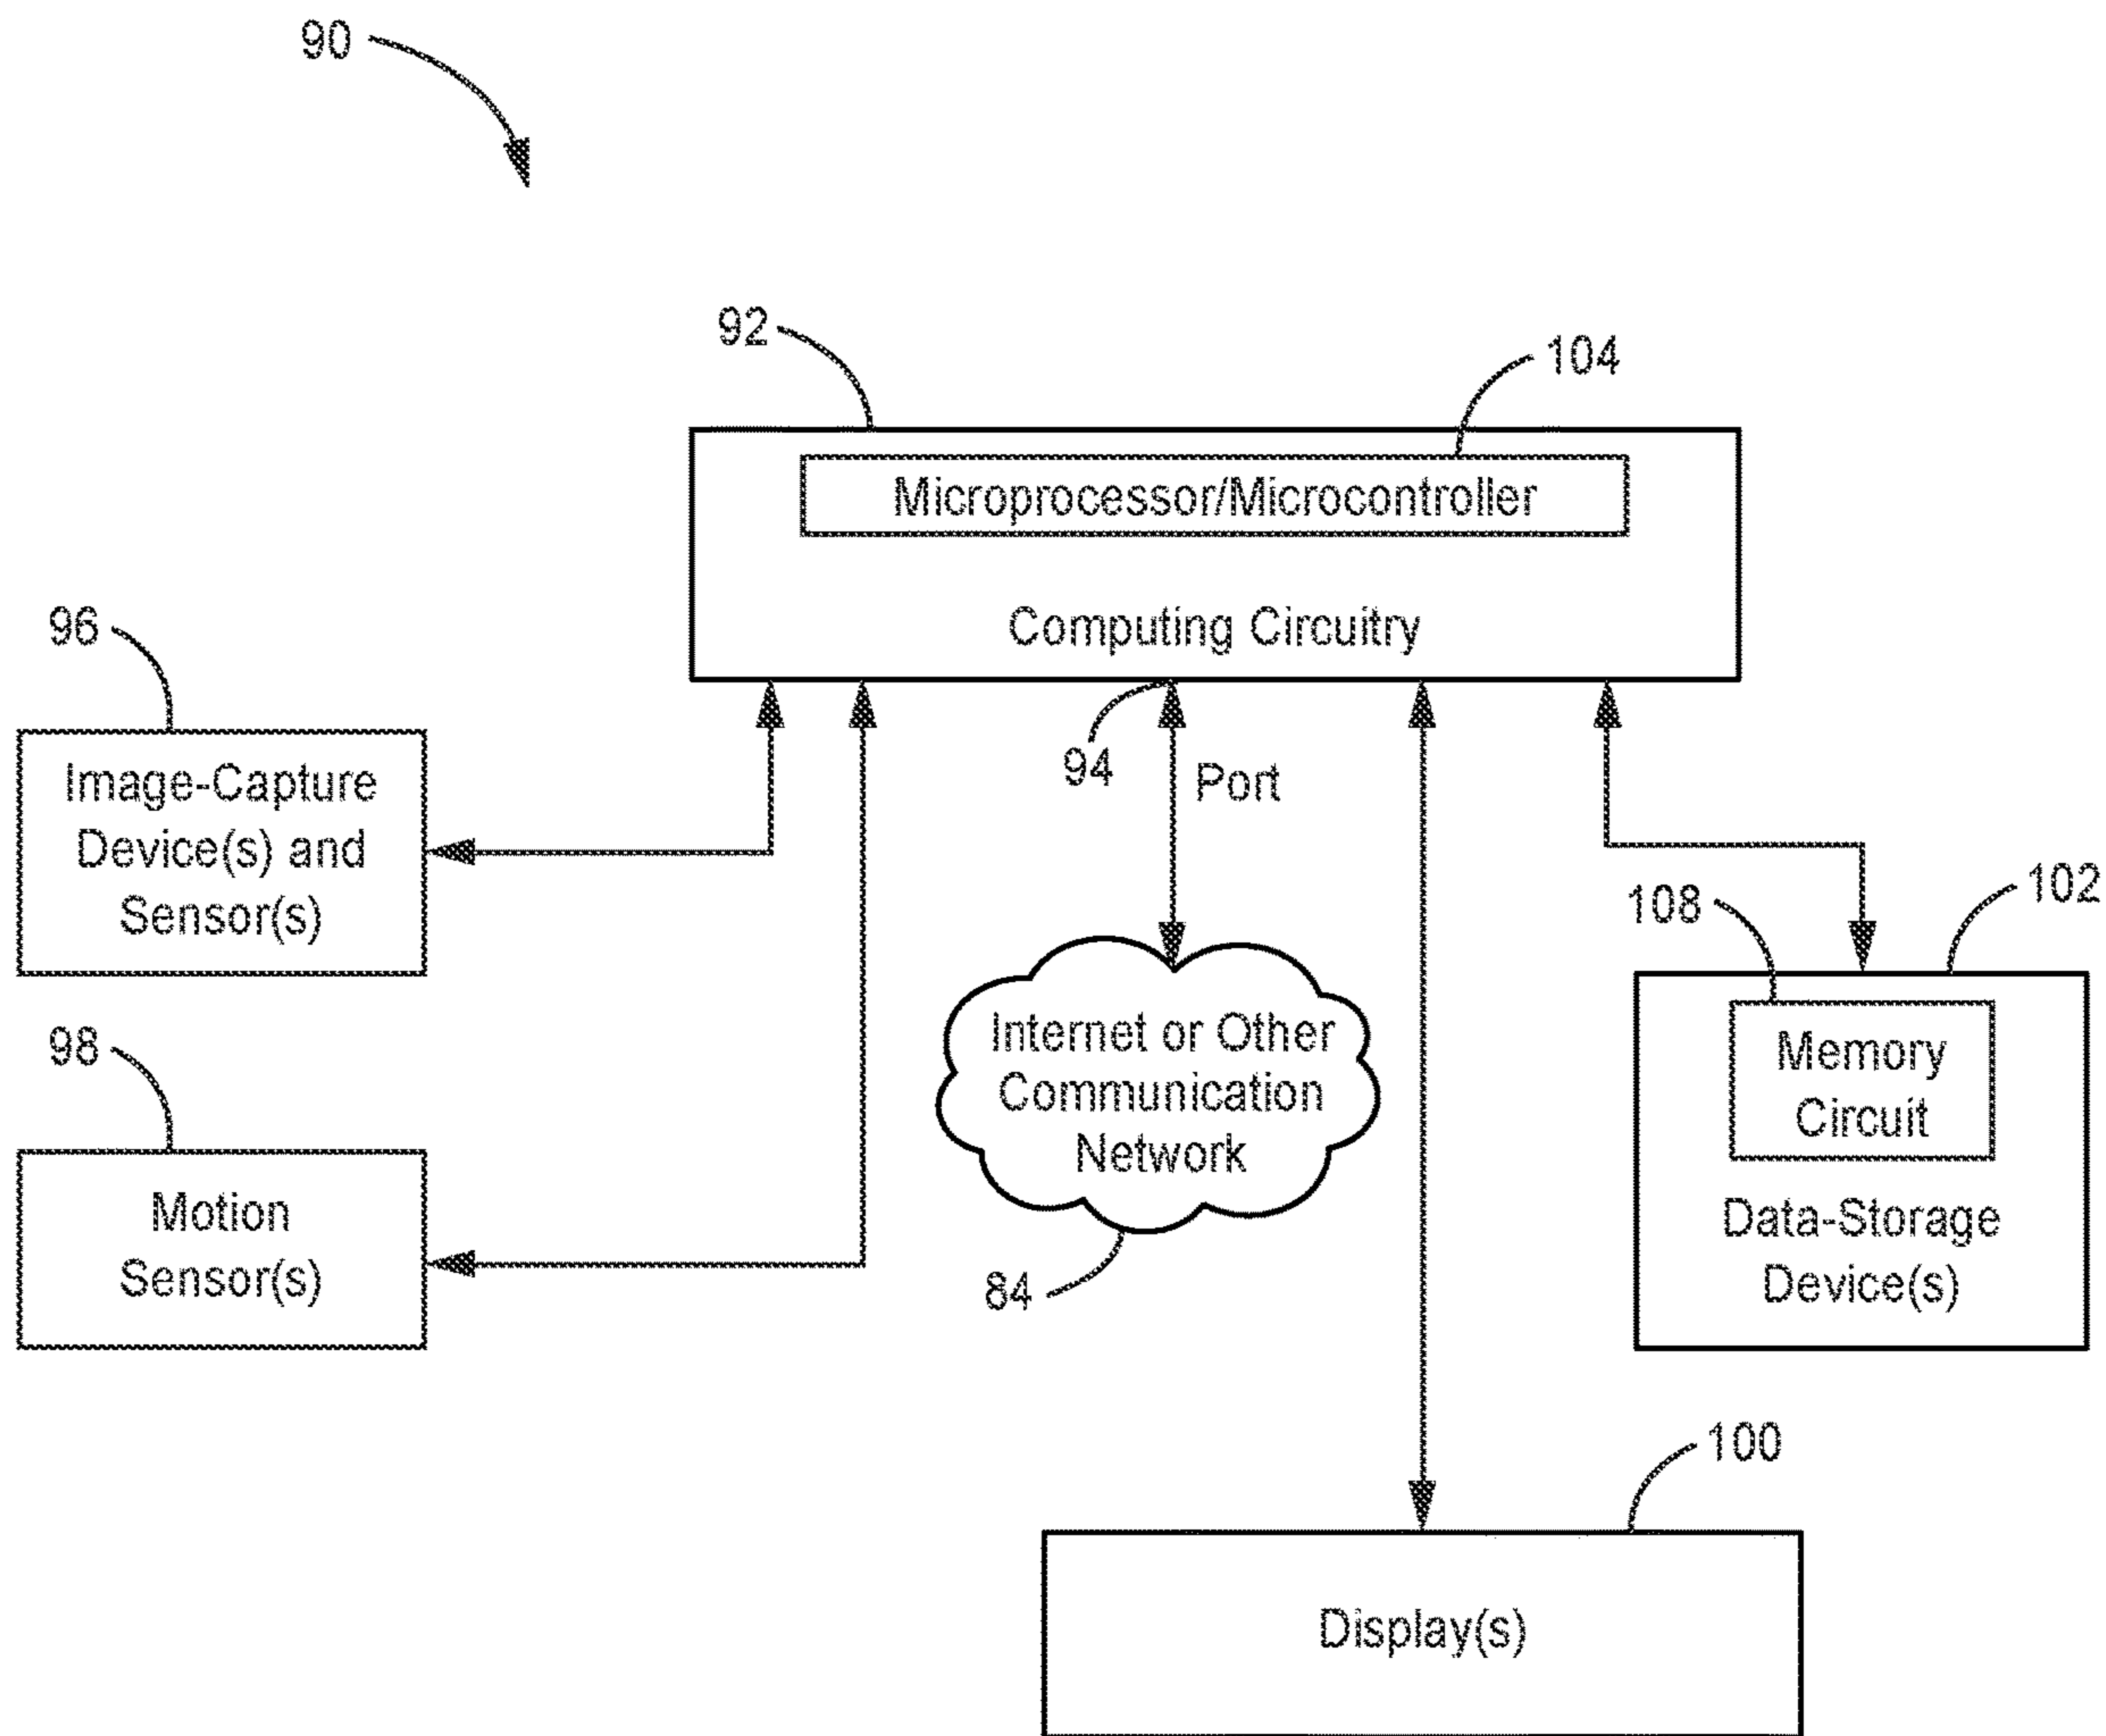 90
92
104
Microprocessor/Microcontroller
Computing Circuitry
96
Image-Capture
Device(s) and
Sensor(s)
94
Port
98
Motion
Sensor(s)
Internet or Other
Communication
Network
84
108
102
Memory
Circuit
Data-Storage
Device(s)
100
Display(s)